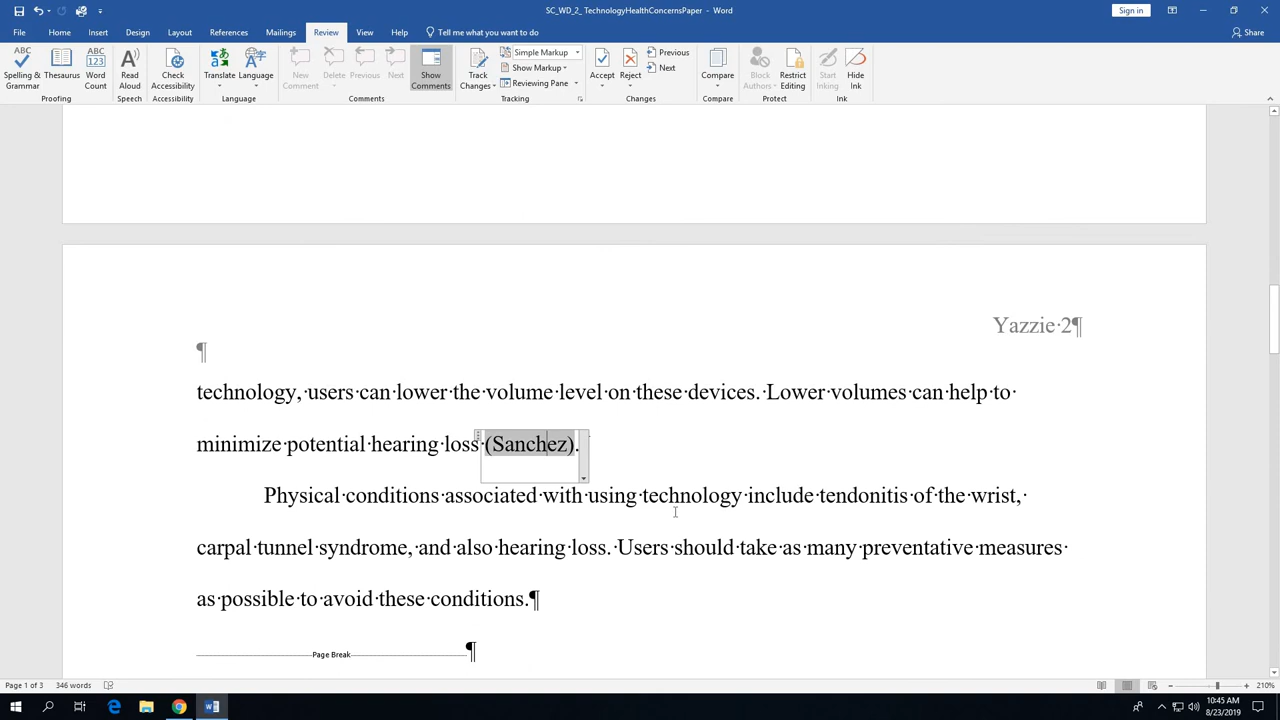 SC_WD_2_ TechnologyHealthConcernsPaper - Word
Sign in
File Home Insert Design Layout References Mailings Review View Help Tell me what you want to do Share
Spelling & Grammar
Thesaurus
Word Count
Read Aloud
Check Accessibility
Translate
Language
New Comment
Delete
Previous
Next
Show Comments
Track Changes
Simple Markup
Show Markup
Reviewing Pane
Accept
Reject
Previous
Next
Compare
Block Authors
Restrict Editing
Start Inking
Hide Ink
Proofing Speech Accessibility Language Comments Tracking Changes Compare Protect Ink
Yazzie·2¶
¶
technology,·users·can·lower·the·volume·level·on·these·devices.·Lower·volumes·can·help·to·
minimize·potential·hearing·loss·(Sanchez).
Physical·conditions·associated·with·using·technology·include·tendonitis·of·the·wrist,·
carpal·tunnel·syndrome,·and·also·hearing·loss.·Users·should·take·as·many·preventative·measures·
as·possible·to·avoid·these·conditions.¶
Page Break¶
Page 1 of 3 346 words 210%
10:45 AM
8/23/2019